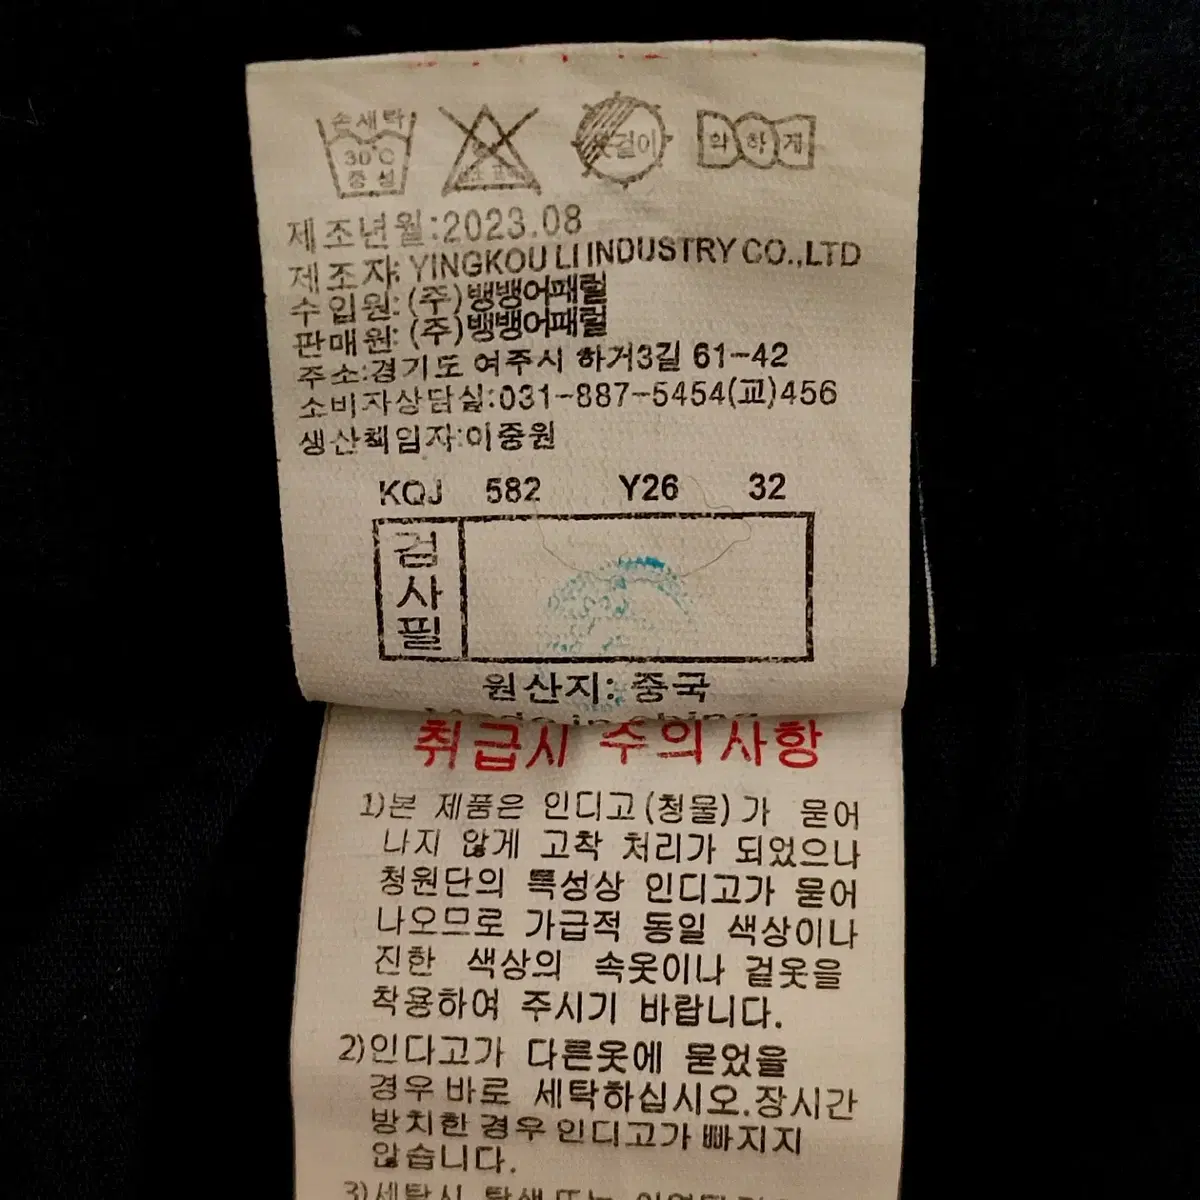 손세탁
30°C
중성
옷걸이
약하게
제조년월:2023.08
제조자: YINGKOU LI INDUSTRY CO.,LTD
수입원: (주)뱅뱅어패럴
판매원: (주)뱅뱅어패럴
주소:경기도 여주시 하거3길 61-42
소비자상담실:031-887-5454(교)456
생산책임자:이중원
KQJ 582 Y26 32
검사필
원산지: 중국
Made in china
취급시 주의사항
1)본 제품은 인디고(청물)가 묻어
나지 않게 고착 처리가 되었으나
청원단의 특성상 인디고가 묻어
나오므로 가급적 동일 색상이나
진한 색상의 속옷이나 겉옷을
착용하여 주시기 바랍니다.
2)인다고가 다른옷에 묻었을
경우 바로 세탁하십시오.장시간
방치한 경우 인디고가 빠지지
않습니다.
3)세탁시